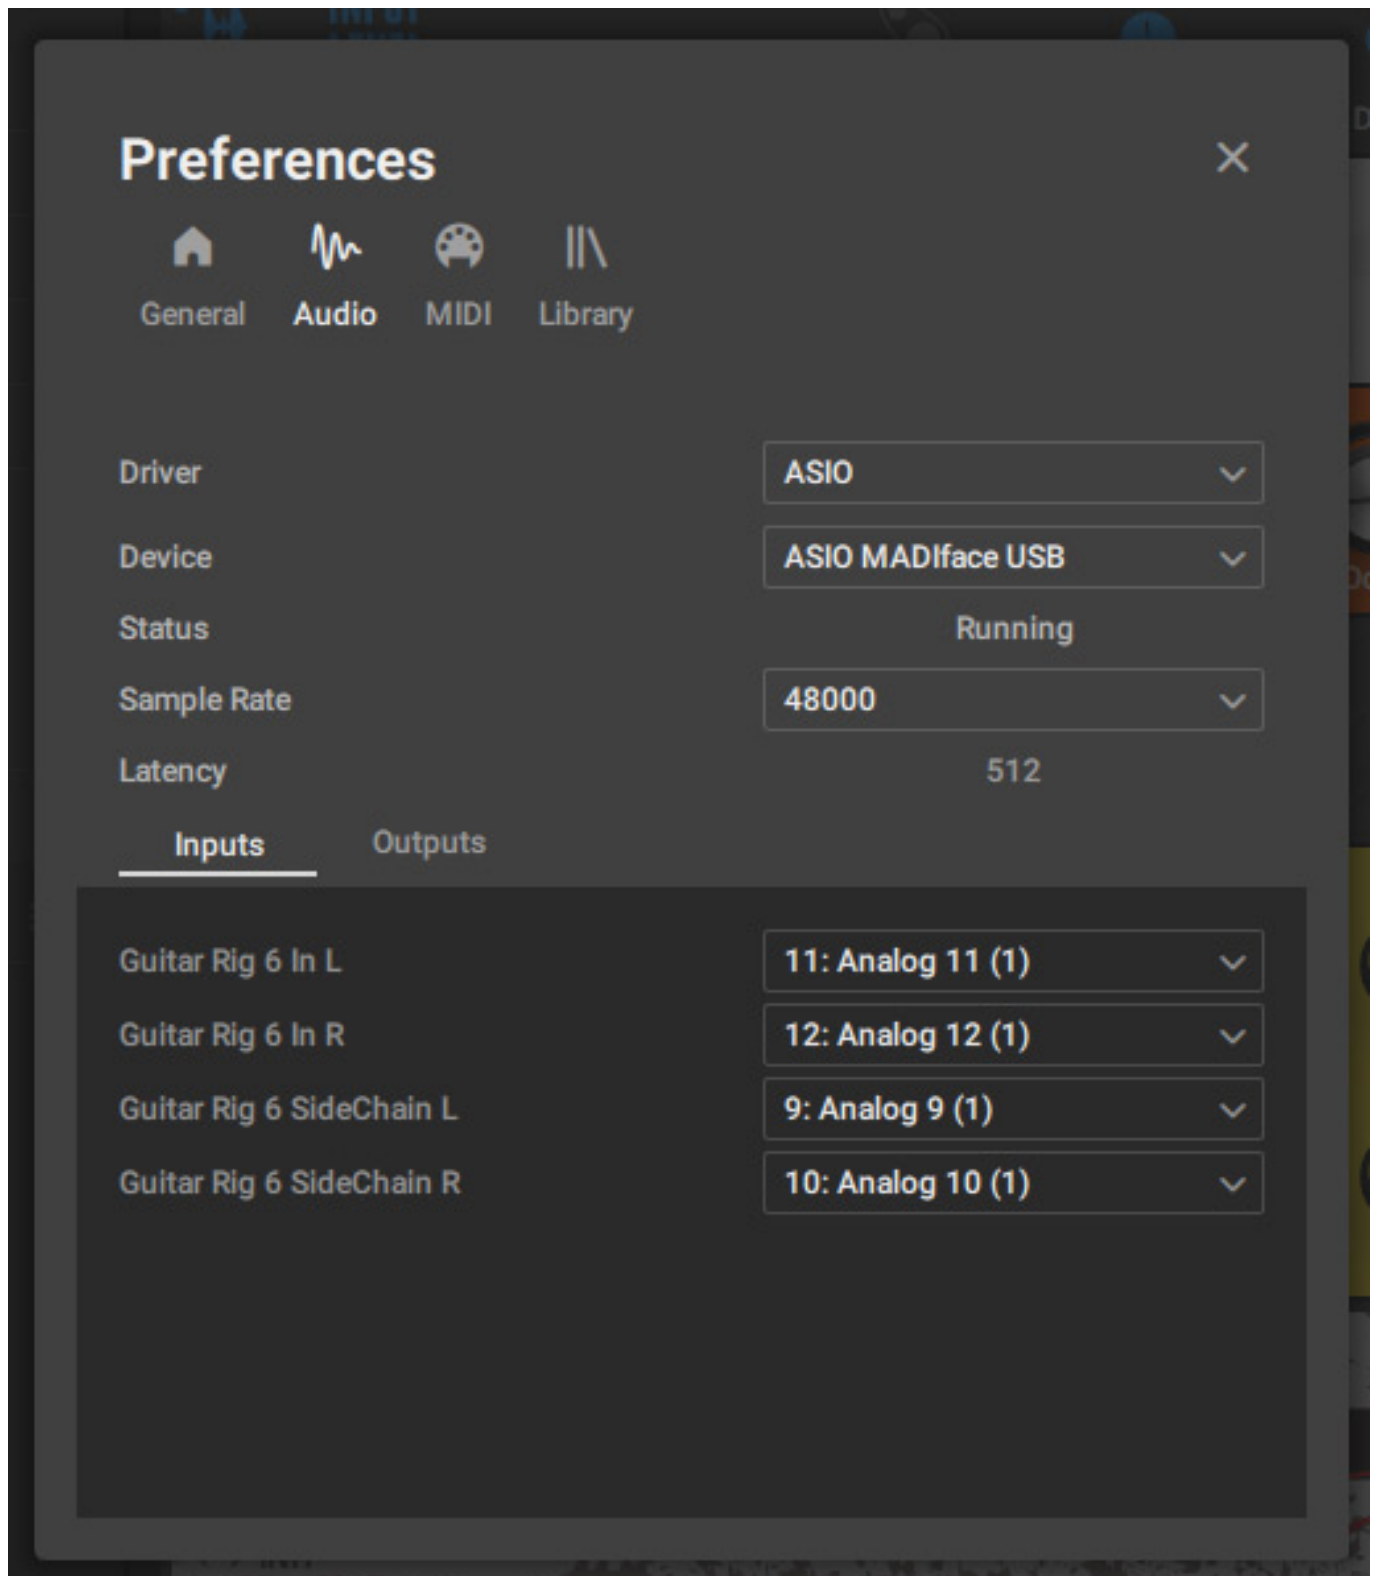 INPUT
Preferences
General Audio MIDI Library
Driver ASIO
Device ASIO MADIface USB
Status Running
Sample Rate 48000
Latency 512
Inputs Outputs
Guitar Rig 6 In L 11: Analog 11 (1)
Guitar Rig 6 In R 12: Analog 12 (1)
Guitar Rig 6 SideChain L 9: Analog 9 (1)
Guitar Rig 6 SideChain R 10: Analog 10 (1)